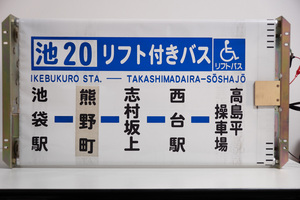 池20 リフト付きバス
リフトバス
IKEBUKURO STA. — TAKASHIMADAIRA-SŌSHAJŌ
池袋駅
熊野町
志村坂上
西台駅
高島平操車場